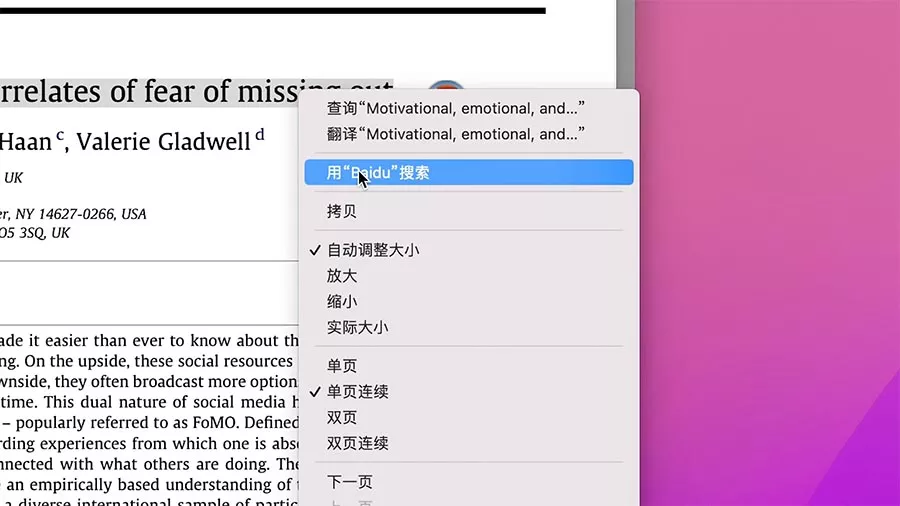 rrelates of fear of missing out
Haan c, Valerie Gladwell d
UK
er, NY 14627-0266, USA
O5 3SQ, UK
ade it easier than ever to know about th
ng. On the upside, these social resources
wnside, they often broadcast more option
time. This dual nature of social media h
– popularly referred to as FoMO. Defined
rding experiences from which one is abse
nnected with what others are doing. The
an empirically based understanding of
a diverse international sample of partic
查询“Motivational, emotional, and...”
翻译“Motivational, emotional, and...”
用“Baidu”搜索
拷贝
✓ 自动调整大小
放大
缩小
实际大小
单页
✓ 单页连续
双页
双页连续
下一页
上一页